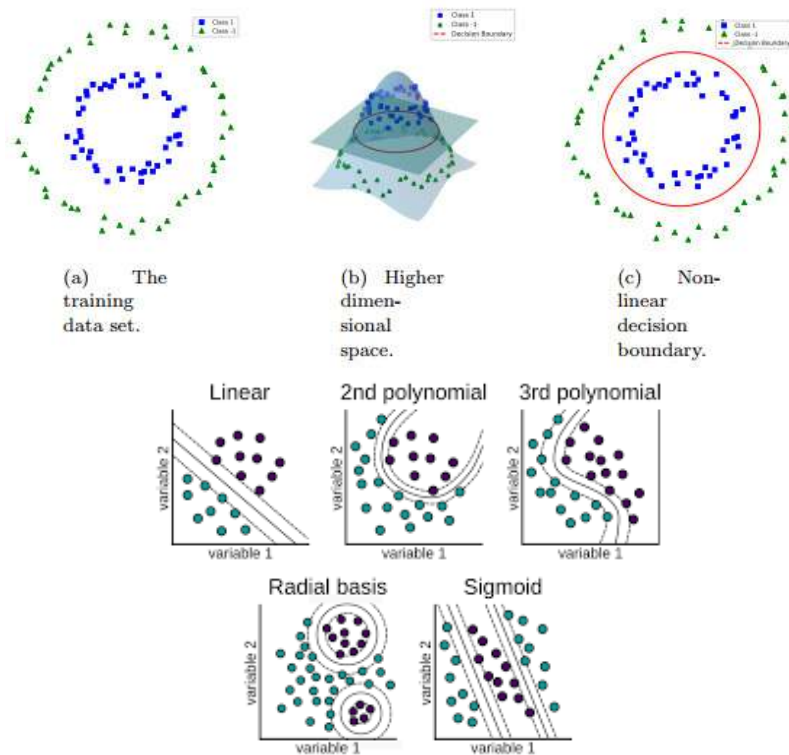 Class 1
Class -1
Class 1
Class -1
Decision Boundary
Class 1
Class -1
Decision Boundary
(a) The
training
data set.
(b) Higher
dimen-
sional
space.
(c) Non-
linear
decision
boundary.
Linear
2nd polynomial
3rd polynomial
variable 2
variable 1
variable 2
variable 1
variable 2
variable 1
Radial basis
Sigmoid
variable 2
variable 1
variable 2
variable 1